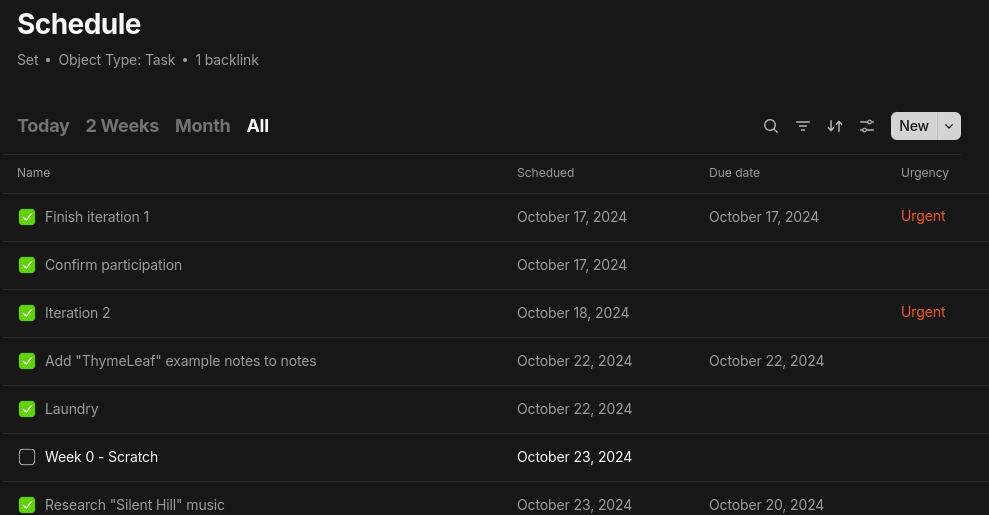 Schedule
Set • Object Type: Task • 1 backlink
Today 2 Weeks Month All New
Name Schedued Due date Urgency
Finish iteration 1 October 17, 2024 October 17, 2024 Urgent
Confirm participation October 17, 2024
Iteration 2 October 18, 2024 Urgent
Add "ThymeLeaf" example notes to notes October 22, 2024 October 22, 2024
Laundry October 22, 2024
Week 0 - Scratch October 23, 2024
Research "Silent Hill" music October 23, 2024 October 20, 2024